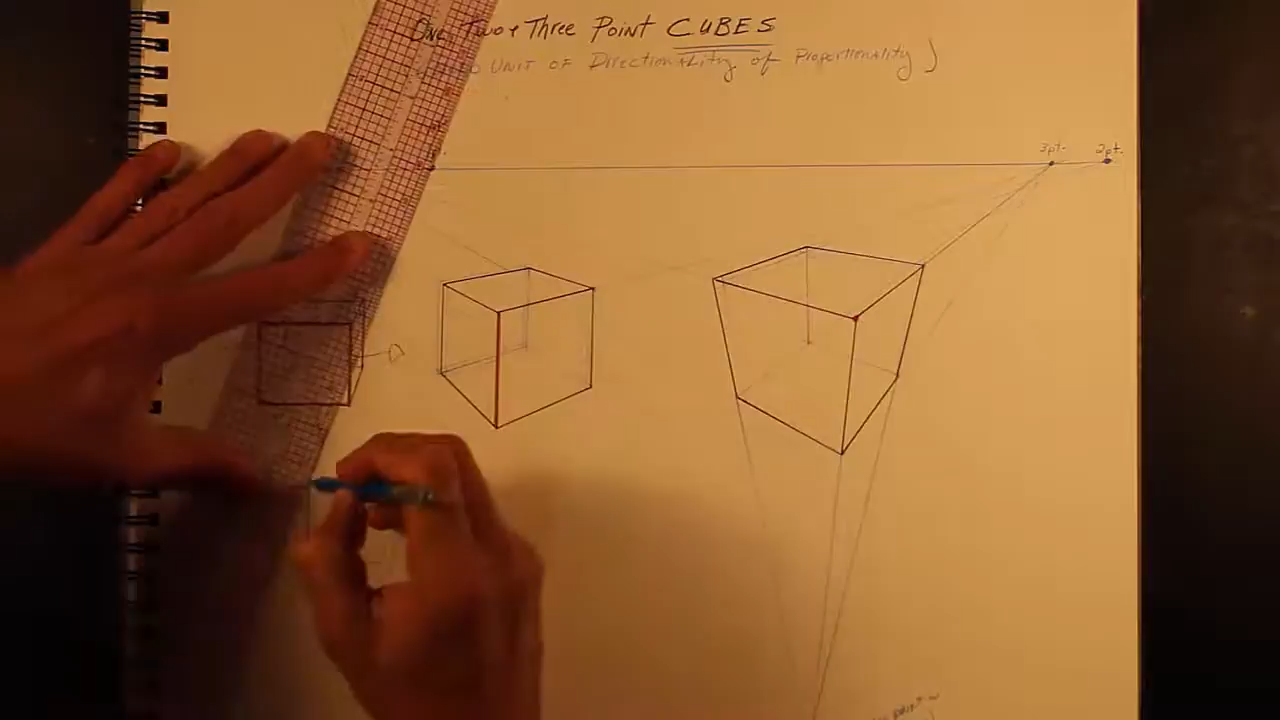 One, Two & Three Point CUBES
UNIT OF Directionality of Proportionality)
3pt. 2pt.